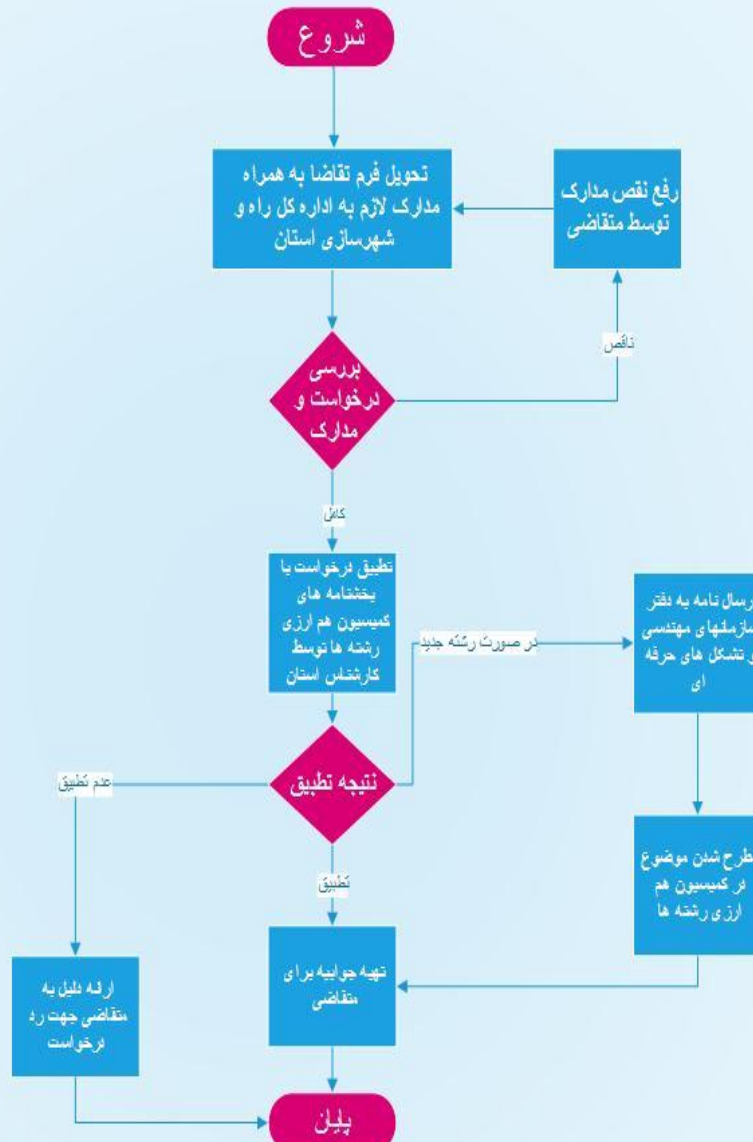 شروع
تحویل فرم تقاضا به همراه
مدارک لازم به اداره کل راه و
شهرسازی استان
رفع نقص مدارک
توسط متقاضی
ناقص
بررسی
درخواست و
مدارک
کامل
تطبیق درخواست با
بخشنامه های
کمیسیون هم ارزی
رشته ها توسط
کارشناس استان
در صورت رشته جدید
رسال نامه به دفتر
سازمانهای مهندسی
و تشکل های حرفه
ای
نتیجه تطبیق
عدم تطبیق
تطبیق
طرح شدن موضوع
در کمیسیون هم
ارزی رشته ها
تهیه جوابیه برای
متقاضی
ارائه دلیل به
متقاضی جهت رد
درخواست
پایان